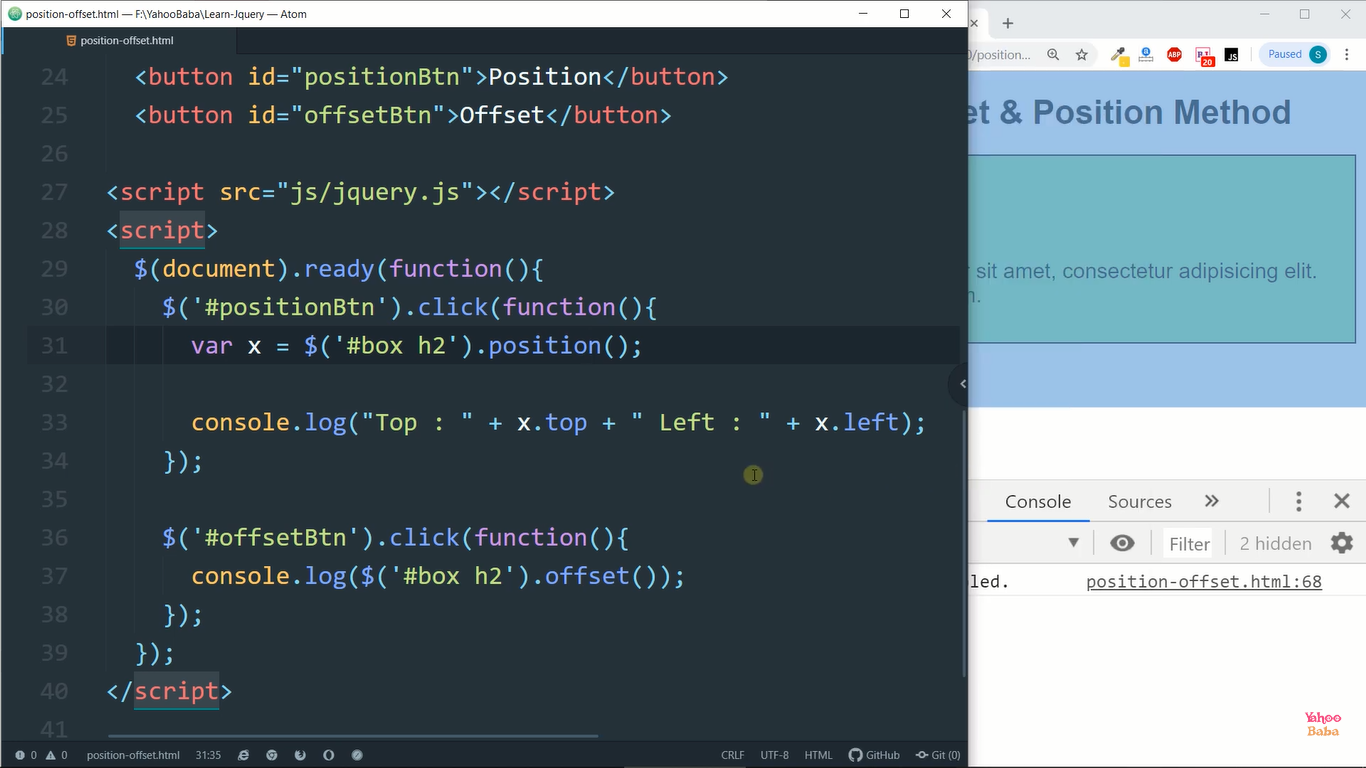 position-offset.html — F:\YahooBaba\Learn-Jquery — Atom
position-offset.html
24 <button id="positionBtn">Position</button>
25 <button id="offsetBtn">Offset</button>
26
27 <script src="js/jquery.js"></script>
28 <script>
29 $(document).ready(function(){
30 $('#positionBtn').click(function(){
31 var x = $('#box h2').position();
32
33 console.log("Top : " + x.top + " Left : " + x.left);
34 });
35
36 $('#offsetBtn').click(function(){
37 console.log($('#box h2').offset());
38 });
39 });
40 </script>
41
0 0 position-offset.html 31:35 CRLF UTF-8 HTML GitHub Git (0)
0/position... ABP 20 JS Paused S
et & Position Method
r sit amet, consectetur adipisicing elit.
n.
Console Sources
Filter 2 hidden
led. position-offset.html:68
Yahoo
Baba